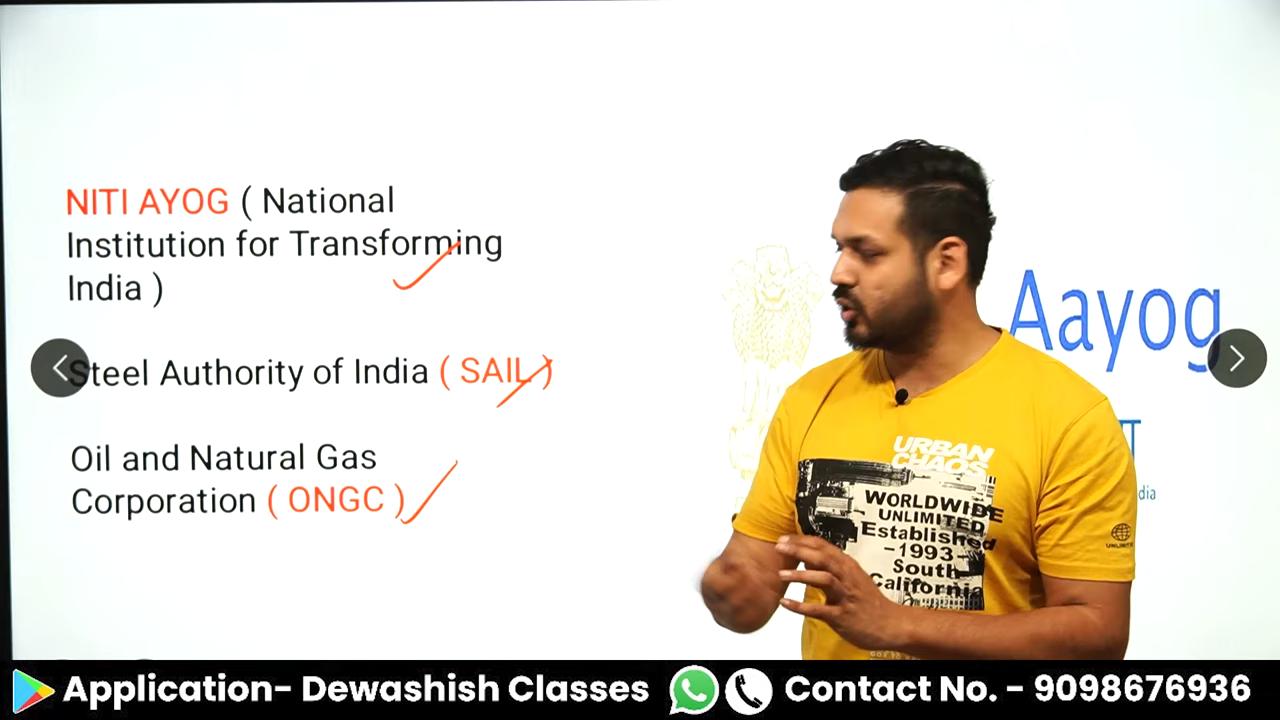 NITI AYOG ( National
Institution for Transforming
India )
Steel Authority of India ( SAIL )
Oil and Natural Gas
Corporation ( ONGC )
Aayog
dia
URBAN
CHAOS
WORLDWIDE
UNLIMITED
Established
-1993-
South
California
Application- Dewashish Classes
Contact No. - 9098676936